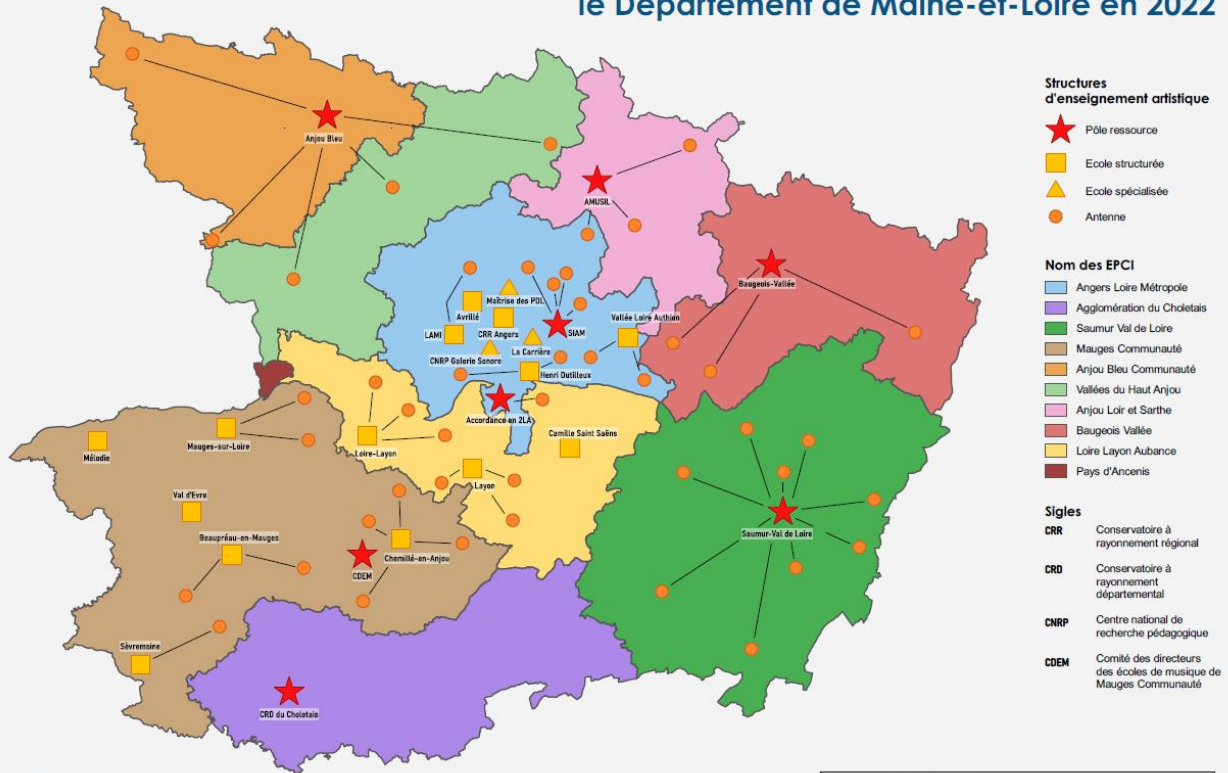 le Département de Maine-et-Loire en 2022
Anjou Bleu
AMUSIL
Baugeois-Vallée
Maîtrise des PDL
Avrillé
LAMI
CRR Angers
SIAM
Vallée Loire Authion
La Carrière
CNRP Galerie Sonore
Henri Dutilleux
Accordance en 2LA
Camille Saint Saëns
Loire-Layon
Layon
Mauges-sur-Loire
Mélodie
Val d'Evre
Beaupréau-en-Mauges
Chemillé-en-Anjou
CDEM
Saumur-Val de Loire
Sèvremoine
CRD du Choletais
Structures
d'enseignement artistique
Pôle ressource
Ecole structurée
Ecole spécialisée
Antenne
Nom des EPCI
Angers Loire Métropole
Agglomération du Choletais
Saumur Val de Loire
Mauges Communauté
Anjou Bleu Communauté
Vallées du Haut Anjou
Anjou Loir et Sarthe
Baugeois Vallée
Loire Layon Aubance
Pays d'Ancenis
Sigles
CRR Conservatoire à
rayonnement régional
CRD Conservatoire à
rayonnement
départemental
CNRP Centre national de
recherche pédagogique
CDEM Comité des directeurs
des écoles de musique de
Mauges Communauté